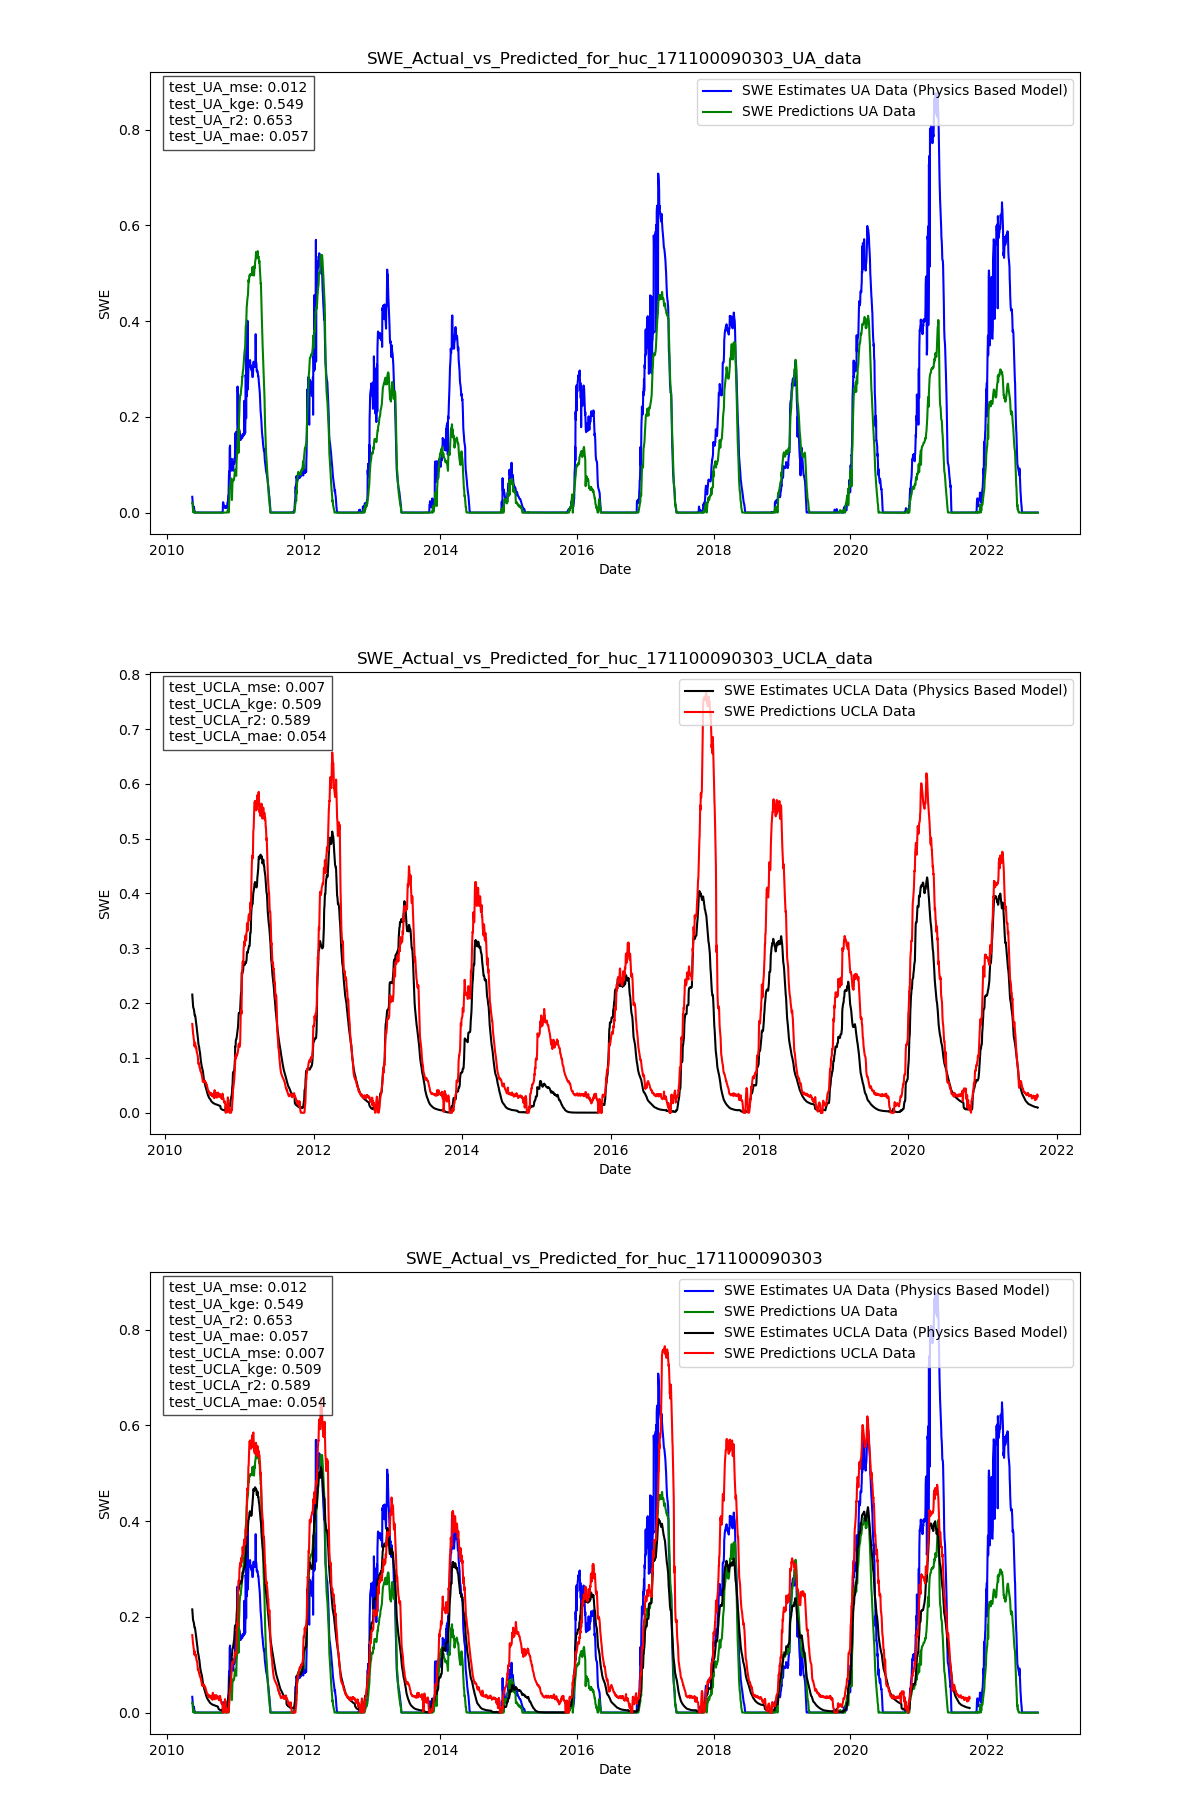 SWE_Actual_vs_Predicted_for_huc_171100090303_UA_data
test_UA_mse: 0.012
test_UA_kge: 0.549
test_UA_r2: 0.653
test_UA_mae: 0.057
SWE Estimates UA Data (Physics Based Model)
SWE Predictions UA Data
0.8
0.6
0.4
0.2
0.0
SWE
2010 2012 2014 2016 2018 2020 2022
Date
SWE_Actual_vs_Predicted_for_huc_171100090303_UCLA_data
test_UCLA_mse: 0.007
test_UCLA_kge: 0.509
test_UCLA_r2: 0.589
test_UCLA_mae: 0.054
SWE Estimates UCLA Data (Physics Based Model)
SWE Predictions UCLA Data
0.8
0.7
0.6
0.5
0.4
0.3
0.2
0.1
0.0
SWE
2010 2012 2014 2016 2018 2020 2022
Date
SWE_Actual_vs_Predicted_for_huc_171100090303
test_UA_mse: 0.012
test_UA_kge: 0.549
test_UA_r2: 0.653
test_UA_mae: 0.057
test_UCLA_mse: 0.007
test_UCLA_kge: 0.509
test_UCLA_r2: 0.589
test_UCLA_mae: 0.054
SWE Estimates UA Data (Physics Based Model)
SWE Predictions UA Data
SWE Estimates UCLA Data (Physics Based Model)
SWE Predictions UCLA Data
0.8
0.6
0.4
0.2
0.0
SWE
2010 2012 2014 2016 2018 2020 2022
Date